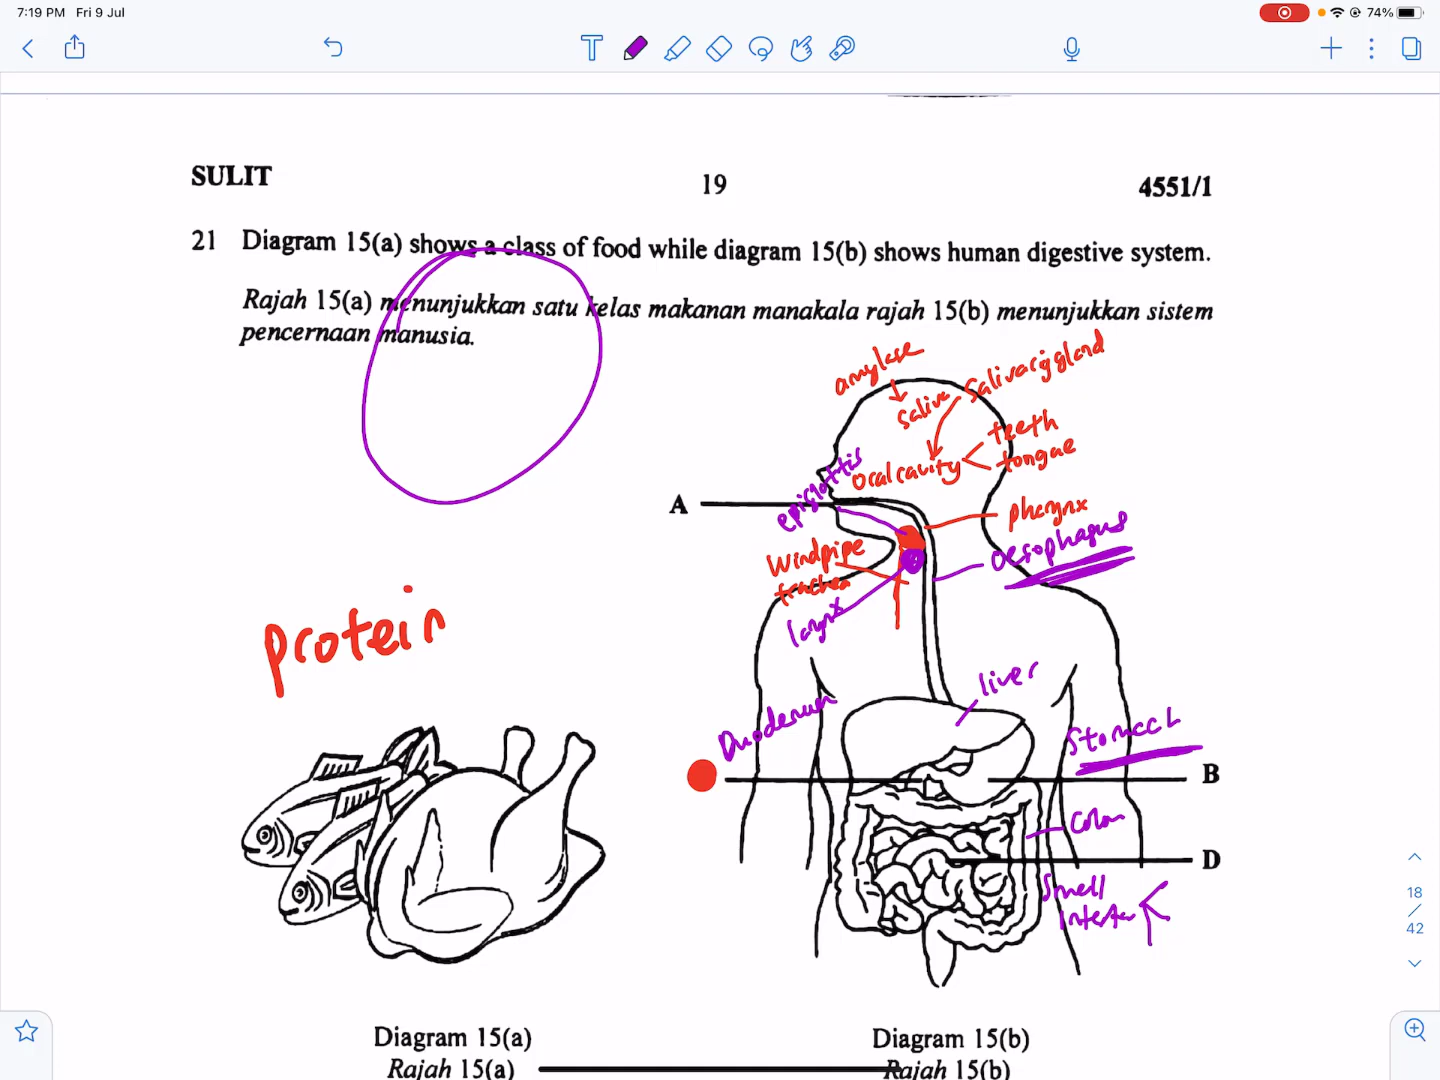 7:19 PM Fri 9 Jul
74%
SULIT
19
4551/1
21 Diagram 15(a) shows a class of food while diagram 15(b) shows human digestive system.
Rajah 15(a) menunjukkan satu kelas makanan manakala rajah 15(b) menunjukkan sistem
pencernaan manusia.
amylase
saliva
Salivary gland
teeth
tongue
oral cavity
epiglottis
A
pharynx
oesophagus
Windpipe
trachea
larynx
protein
liver
Duodenum
Stomach
B
Colon
D
Small
18
/
42
Diagram 15(a)
Rajah 15(a)
Diagram 15(b)
Rajah 15(b)